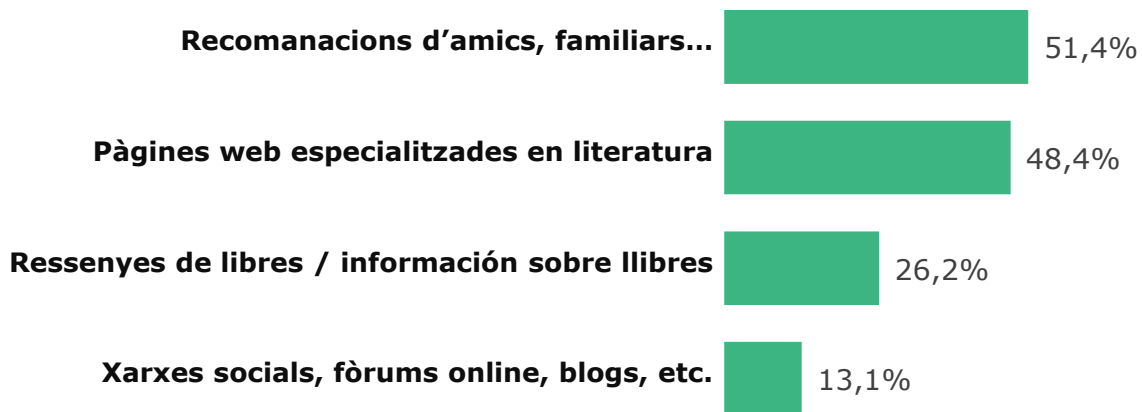 Recomanacions d’amics, familiars... 51,4%
Pàgines web especialitzades en literatura 48,4%
Ressenyes de libres / información sobre llibres 26,2%
Xarxes socials, fòrums online, blogs, etc. 13,1%